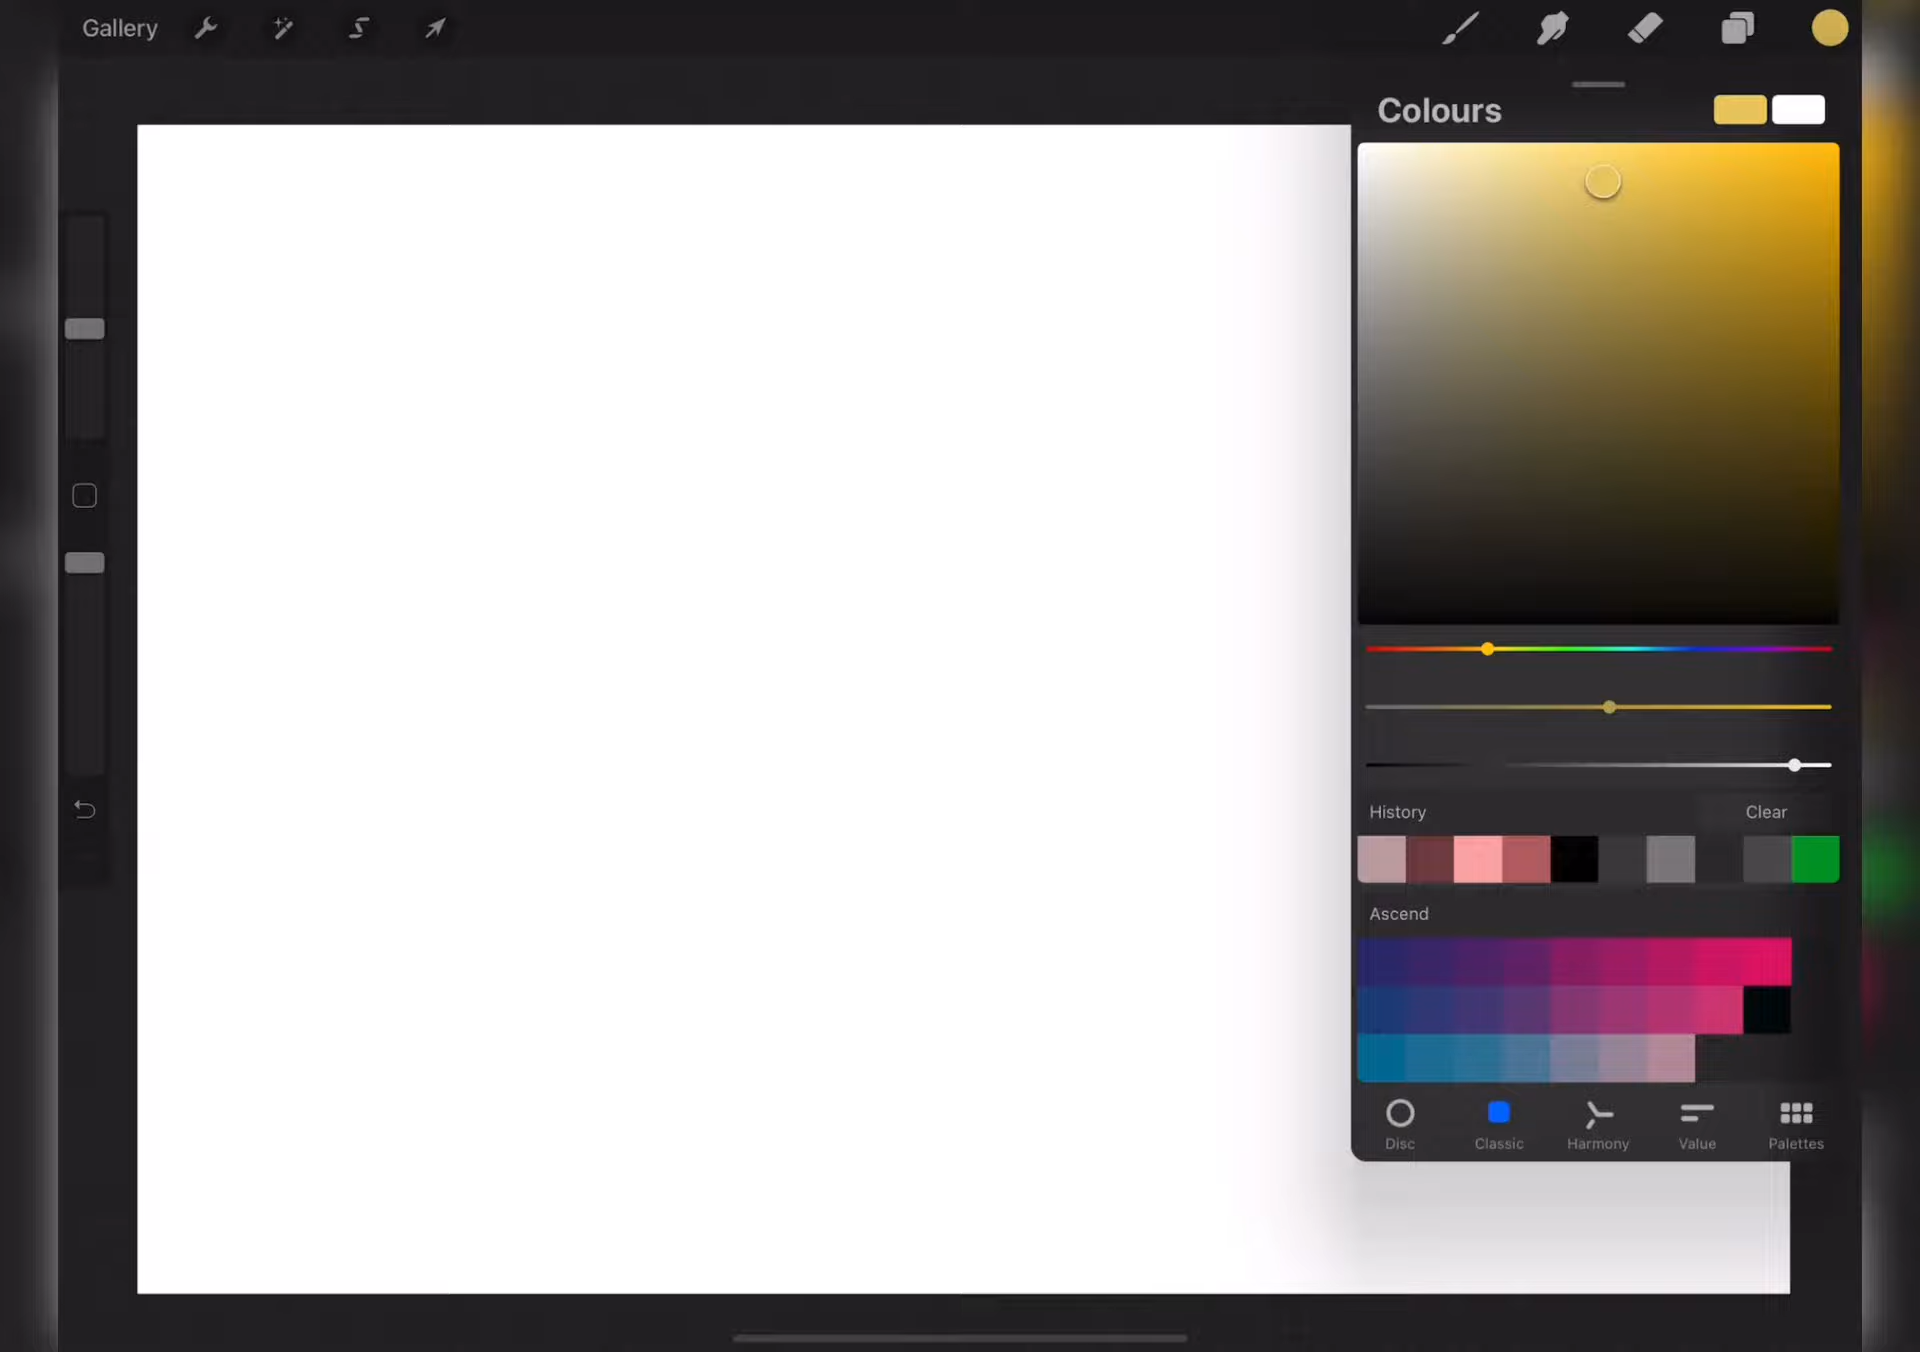 Gallery
Colours
History Clear
Ascend
Disc Classic Harmony Value Palettes